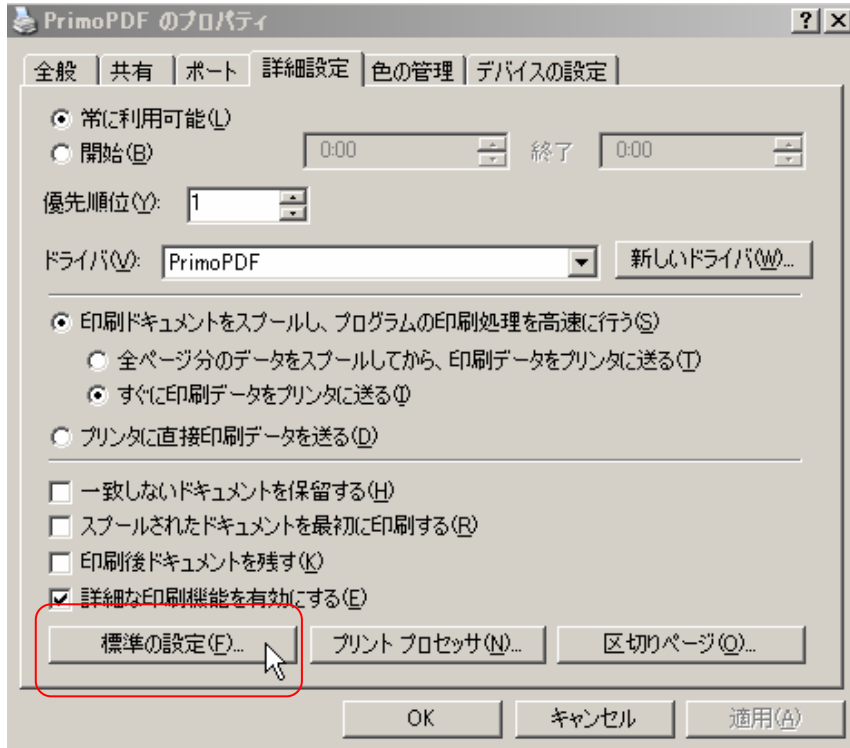 PrimoPDF のプロパティ
全般 共有 ポート 詳細設定 色の管理 デバイスの設定
常に利用可能(L)
開始(B) 0:00 終了 0:00
優先順位(Y): 1
ドライバ(V): PrimoPDF 新しいドライバ(W)...
印刷ドキュメントをスプールし、プログラムの印刷処理を高速に行う(S)
全ページ分のデータをスプールしてから、印刷データをプリンタに送る(T)
すぐに印刷データをプリンタに送る(I)
プリンタに直接印刷データを送る(D)
一致しないドキュメントを保留する(H)
スプールされたドキュメントを最初に印刷する(R)
印刷後ドキュメントを残す(K)
詳細な印刷機能を有効にする(E)
標準の設定(F)... プリント プロセッサ(N)... 区切りページ(O)...
OK キャンセル 適用(A)